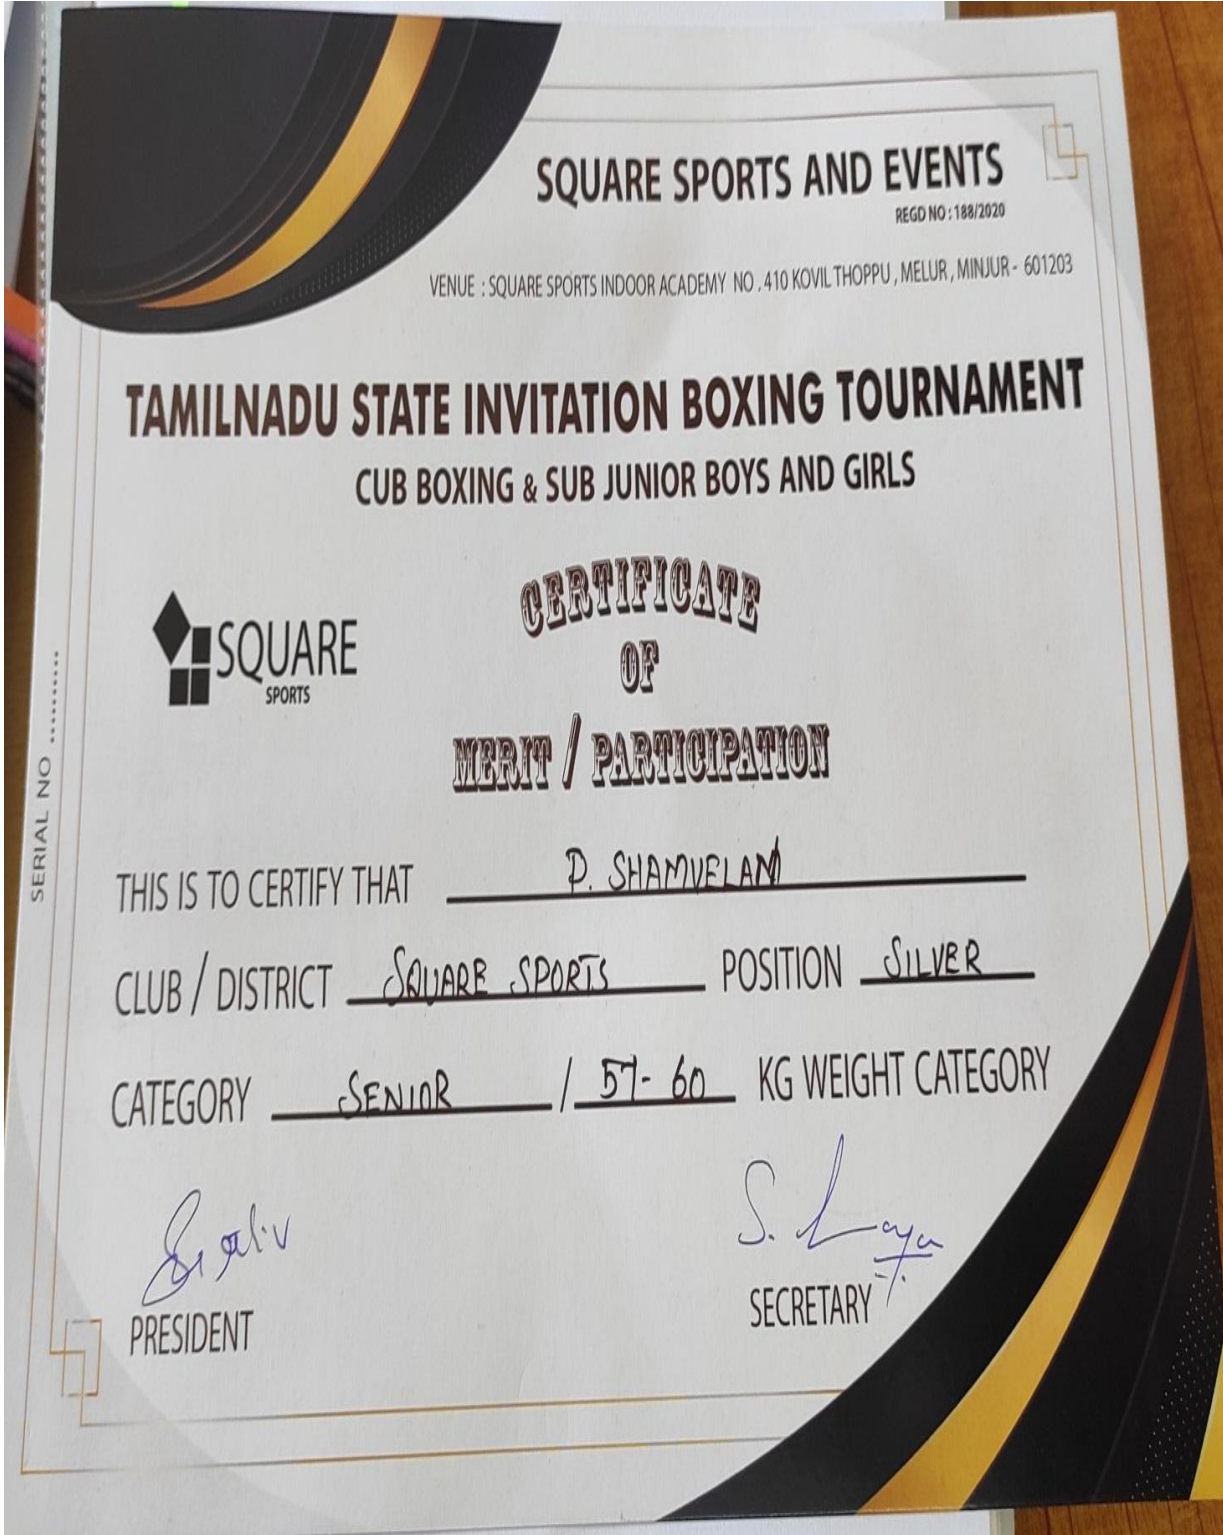 SQUARE SPORTS AND EVENTS
REGD NO : 188/2020
VENUE : SQUARE SPORTS INDOOR ACADEMY NO . 410 KOVIL THOPPU , MELUR , MINJUR - 601203
TAMILNADU STATE INVITATION BOXING TOURNAMENT
CUB BOXING & SUB JUNIOR BOYS AND GIRLS
SQUARE
SPORTS
CERTIFICATE
OF
MERIT / PARTICIPATION
SERIAL NO ..........
THIS IS TO CERTIFY THAT P. SHAMVELAN
CLUB / DISTRICT SQUARE SPORTS POSITION SILVER
CATEGORY SENIOR / 57- 60 KG WEIGHT CATEGORY
PRESIDENT
SECRETARY